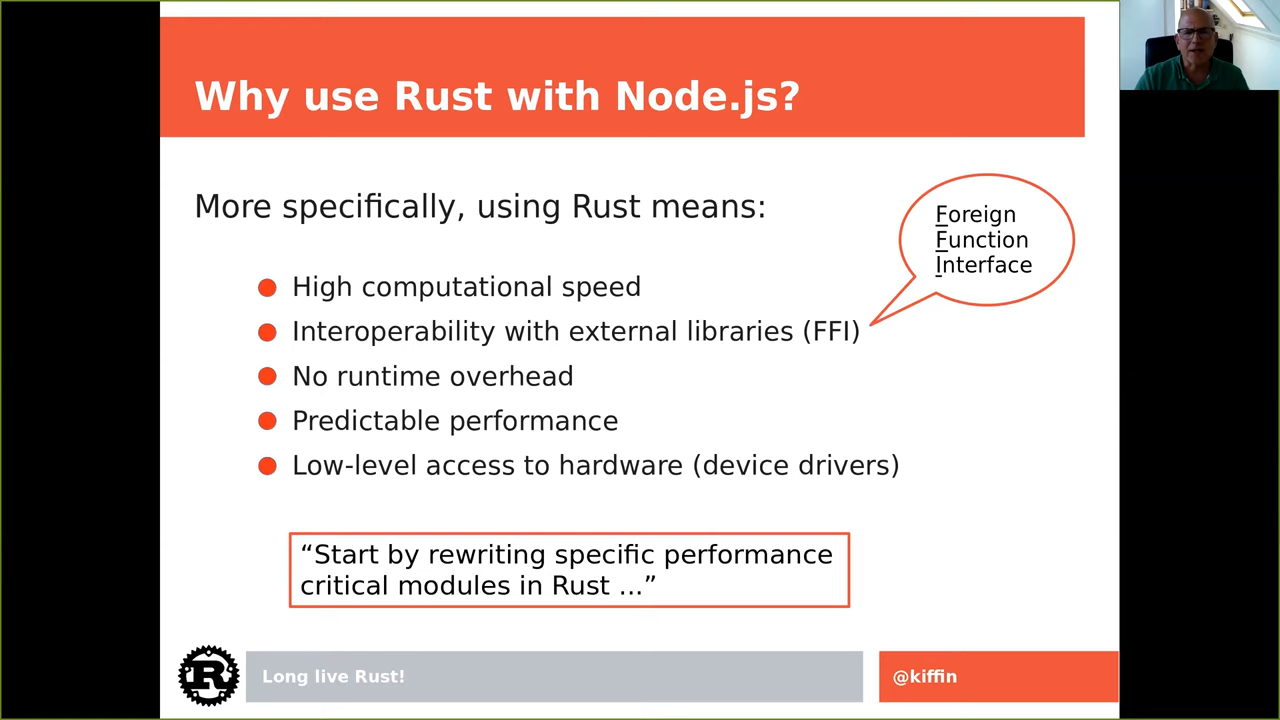 Why use Rust with Node.js?
More specifically, using Rust means:
Foreign
Function
Interface
High computational speed
Interoperability with external libraries (FFI)
No runtime overhead
Predictable performance
Low-level access to hardware (device drivers)
“Start by rewriting specific performance
critical modules in Rust ...”
R
Long live Rust!
@kiffin